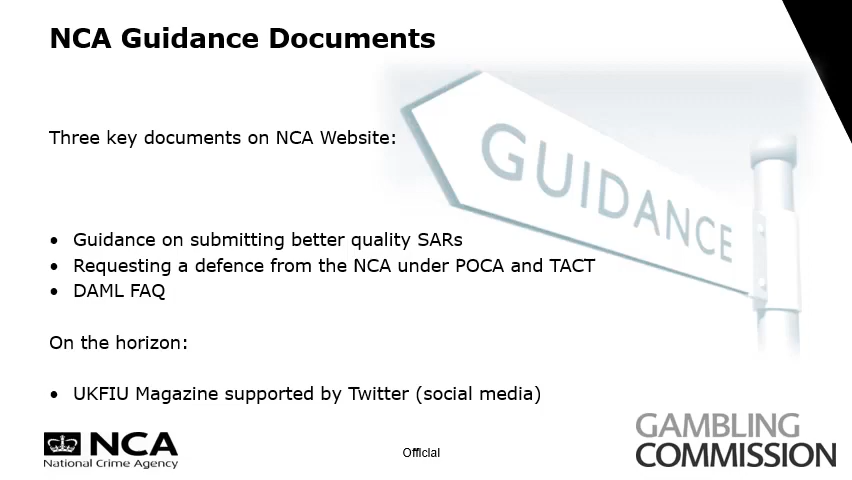 NCA Guidance Documents
Three key documents on NCA Website:
GUIDANCE
• Guidance on submitting better quality SARs
• Requesting a defence from the NCA under POCA and TACT
• DAML FAQ
On the horizon:
• UKFIU Magazine supported by Twitter (social media)
NCA
National Crime Agency
Official
GAMBLING
COMMISSION